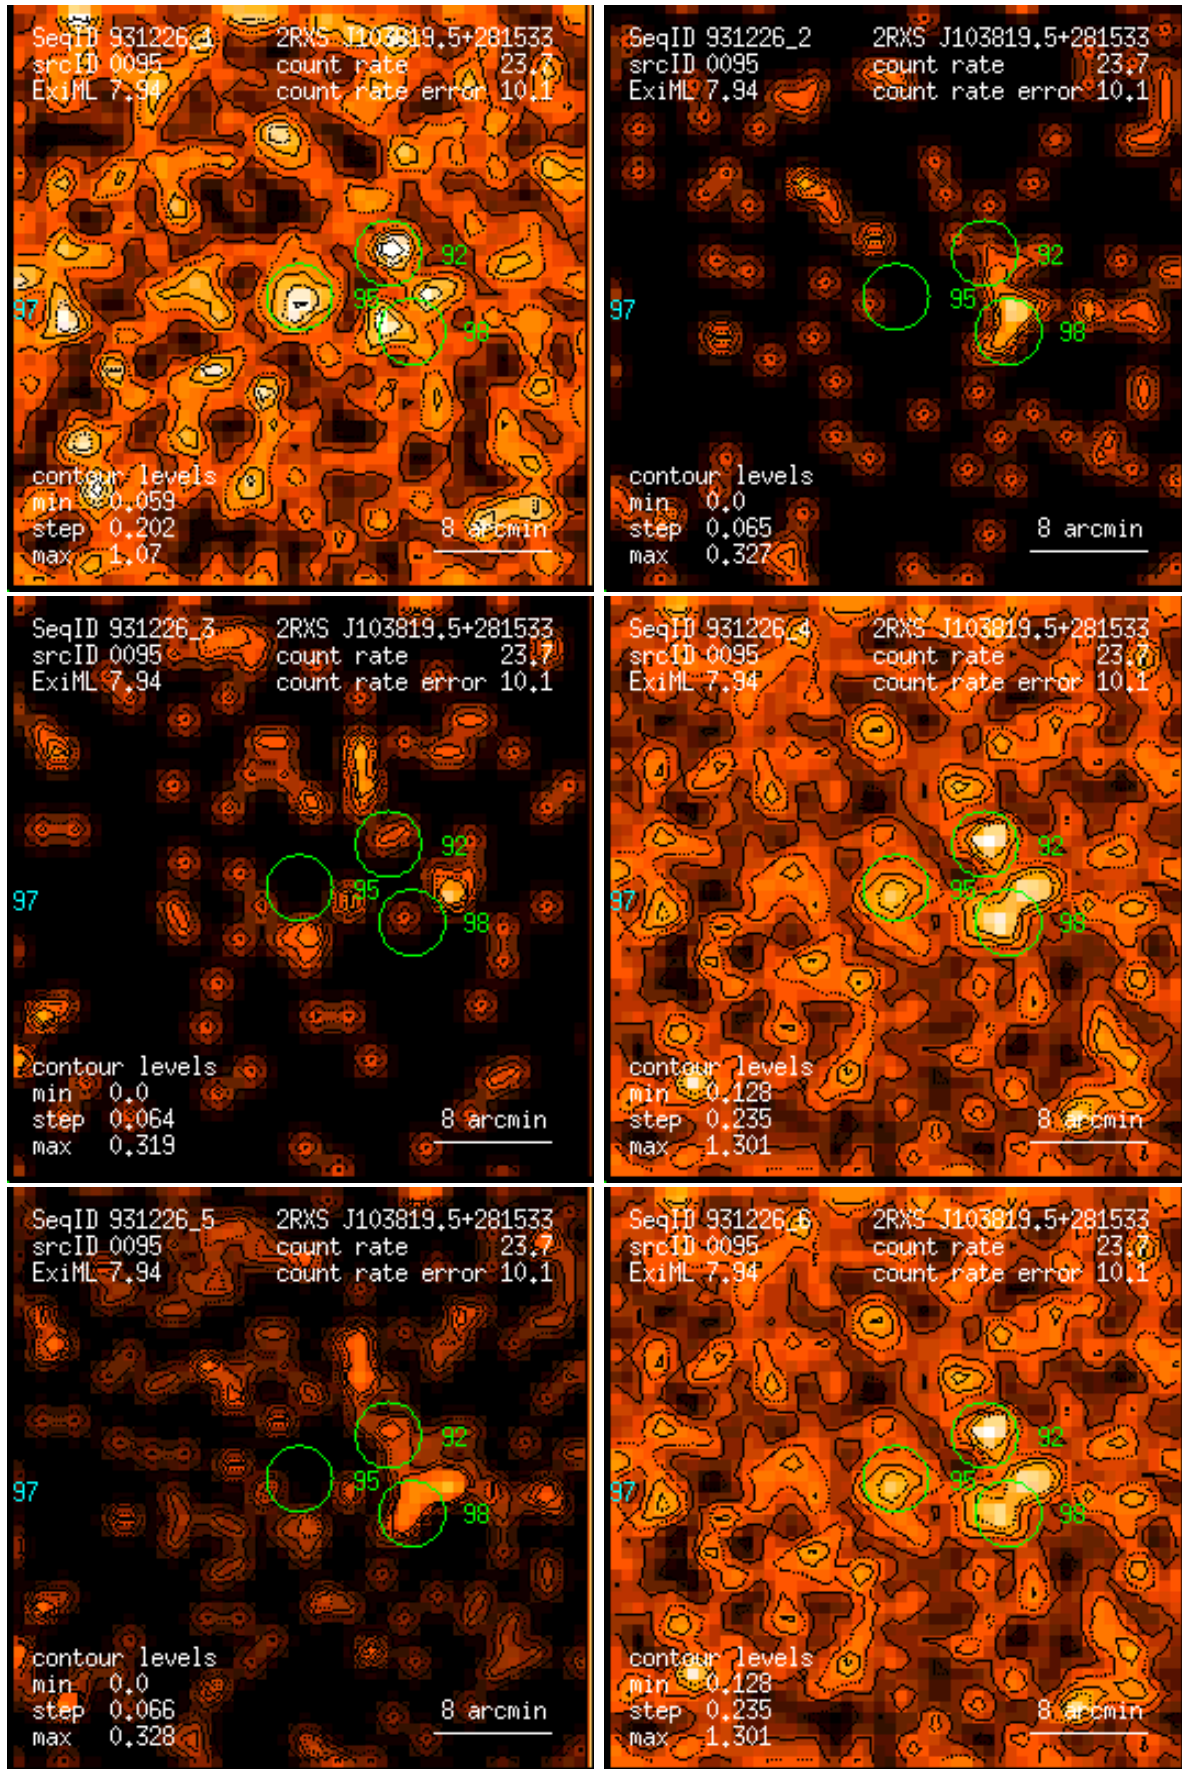 SeqID 931226_1 2RXS J103819.5+281533
srcID 0095 count rate 23.7
ExiML 7.94 count rate error 10.1
92
95
97
98
contour levels
min 0.059
step 0.202 8 arcmin
max 1.07
SeqID 931226_2 2RXS J103819.5+281533
srcID 0095 count rate 23.7
ExiML 7.94 count rate error 10.1
92
95
97
98
contour levels
min 0.0
step 0.065 8 arcmin
max 0.327
SeqID 931226_3 2RXS J103819.5+281533
srcID 0095 count rate 23.7
ExiML 7.94 count rate error 10.1
92
95
97
98
contour levels
min 0.0
step 0.064 8 arcmin
max 0.319
SeqID 931226_4 2RXS J103819.5+281533
srcID 0095 count rate 23.7
ExiML 7.94 count rate error 10.1
92
95
97
98
contour levels
min 0.128
step 0.235 8 arcmin
max 1.301
SeqID 931226_5 2RXS J103819.5+281533
srcID 0095 count rate 23.7
ExiML 7.94 count rate error 10.1
92
95
97
98
contour levels
min 0.0
step 0.066 8 arcmin
max 0.328
SeqID 931226_6 2RXS J103819.5+281533
srcID 0095 count rate 23.7
ExiML 7.94 count rate error 10.1
92
95
97
98
contour levels
min 0.128
step 0.235 8 arcmin
max 1.301